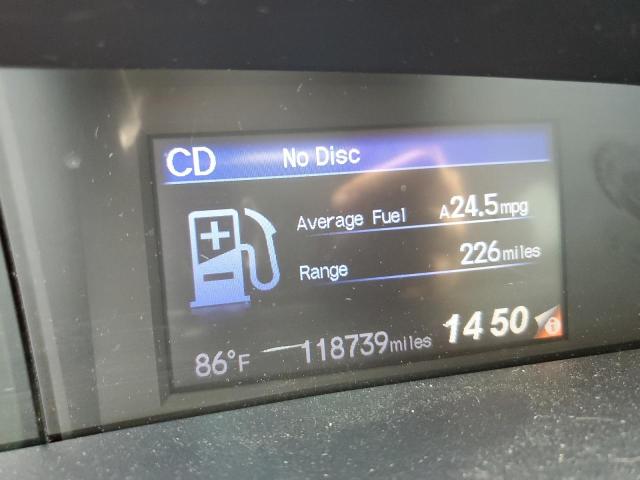 CD No Disc
Average Fuel A24.5mpg
Range 226miles
86°F 118739miles 14 50